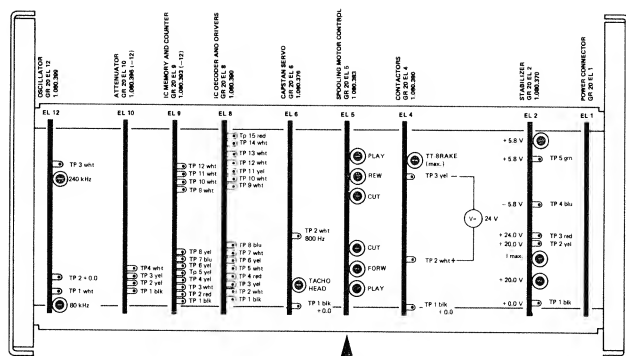 OSCILLATOR
GR 20 EL 12
1.080.399
ATTENUATOR
GR 20 EL 10
1.080.396 (-12)
IC MEMORY AND COUNTER
GR 20 EL 9
1.080.393 (-12)
IC DECODER AND DRIVERS
GR 20 EL 8
1.080.390
CAPSTAN SERVO
GR 20 EL 6
1.080.376
SPOOLING MOTOR CONTROL
GR 20 EL 5
1.080.383
CONTACTORS
GR 20 EL 4
1.080.380
STABILIZER
GR 20 EL 2
1.080.370
POWER CONNECTOR
GR 20 EL 1
EL 12
EL 10
EL 9
EL 8
EL 6
EL 5
EL 4
EL 2
EL 1
TP 3 wht
240 kHz
TP 2 + 0.0
TP 1 wht
80 kHz
TP4 wht
TP 3 yel
TP 2 yel
TP 1 blk
TP 12 wht
TP 11 wht
TP 10 wht
TP 9 wht
TP 8 yel
TP 7 blu
TP 6 yel
Tp 5 yel
TP 4 yel
TP 3 wht
TP 2 red
TP 1 blk
Tp 15 red
TP 14 wht
TP 13 wht
TP 12 wht
TP 11 yel
TP 10 wht
TP 9 wht
TP 8 blu
TP 7 wht
TP 6 yel
TP 5 wht
TP 4 red
TP 3 yel
TP 2 wht
TP 1 blk
TP 2 wht
800 Hz
TACHO
HEAD
TP 1 blk
+ 0.0
PLAY
REW
CUT
CUT
FORW
PLAY
TT BRAKE
(max.)
TP 3 yel
V=
24 V
TP 2 wht +
TP 1 blk
+ 0.0
+ 5.8 V
+ 5.8 V
TP 5 grn
- 5.8 V
TP 4 blu
+ 24.0 V
TP 3 red
+ 20.0 V
TP 2 yel
I max.
+ 20.0 V
+ 0.0 V
TP 1 blk